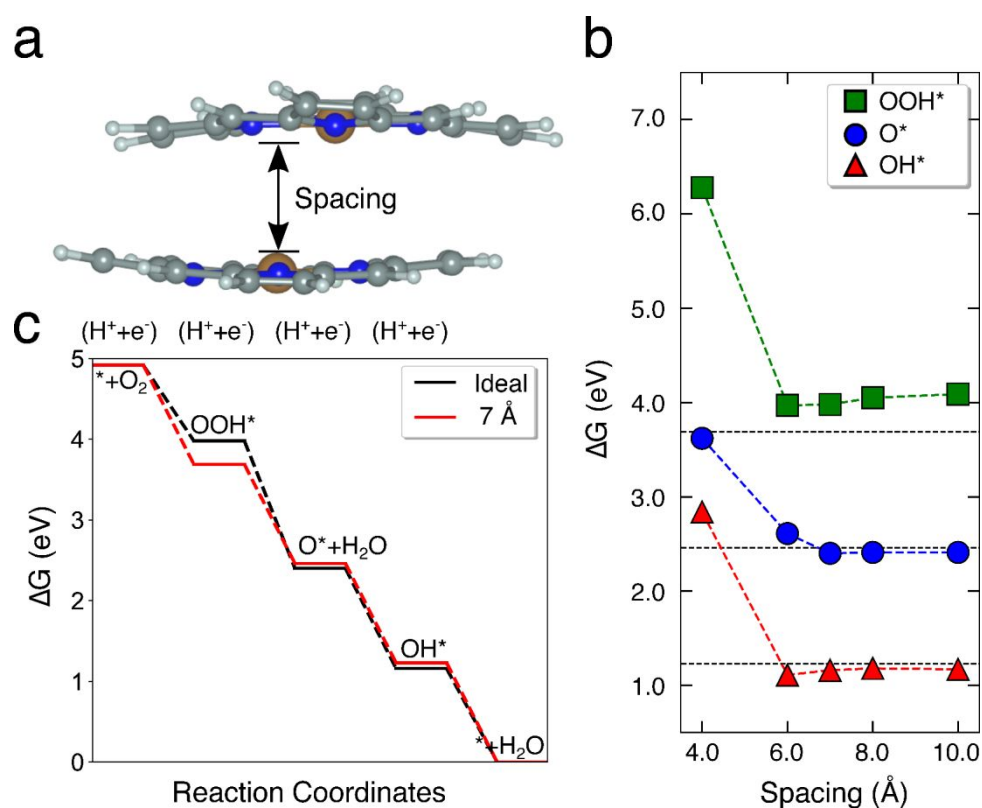 a
Spacing
b
ΔG (eV)
7.0
6.0
5.0
4.0
3.0
2.0
1.0
OOH*
O*
OH*
4.0 6.0 8.0 10.0
Spacing (Å)
c
(H⁺+e⁻) (H⁺+e⁻) (H⁺+e⁻) (H⁺+e⁻)
ΔG (eV)
5
4
3
2
1
0
Ideal
7 Å
*+O₂
OOH*
O*+H₂O
OH*
*+H₂O
Reaction Coordinates